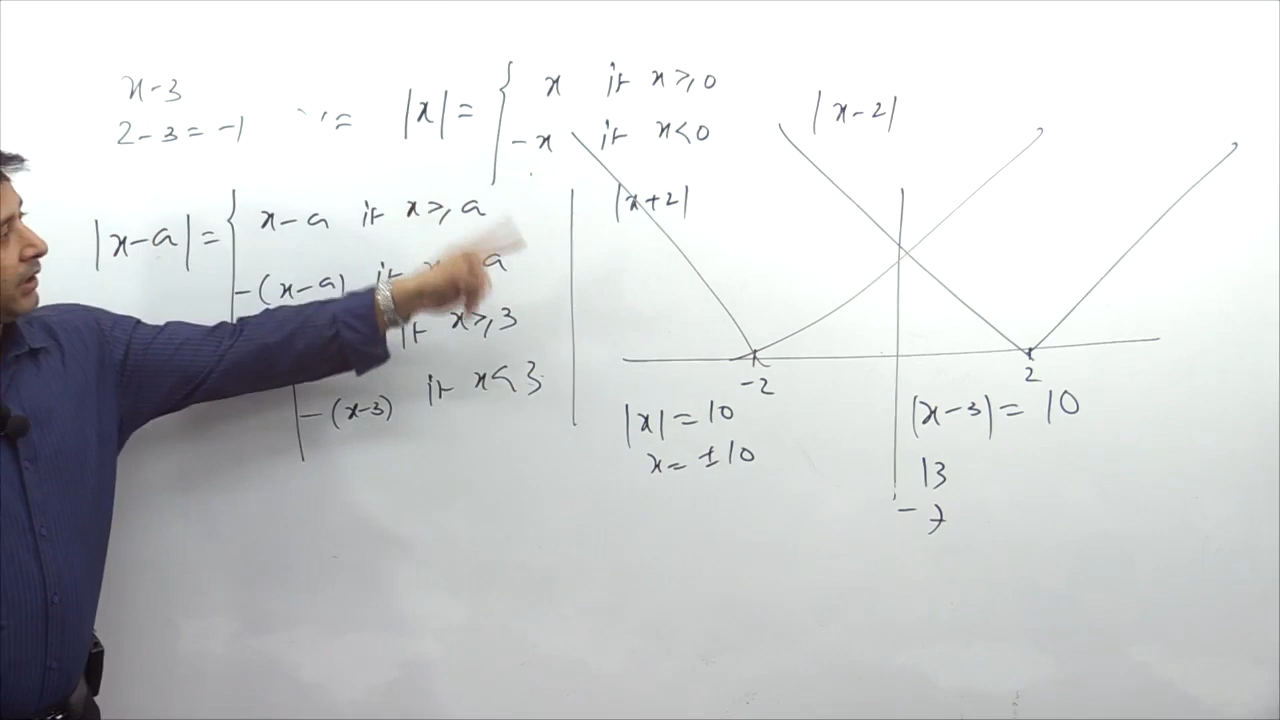 x-3
2-3=-1
= |x| = { x if x≥0
-x if x<0
|x-a| = { x-a if x≥a
-(x-a) if x a
if x≥3
-(x-3) if x<3
|x+2|
|x-2|
-2
2
|x| = 10
x = ±10
|x-3| = 10
13
-7